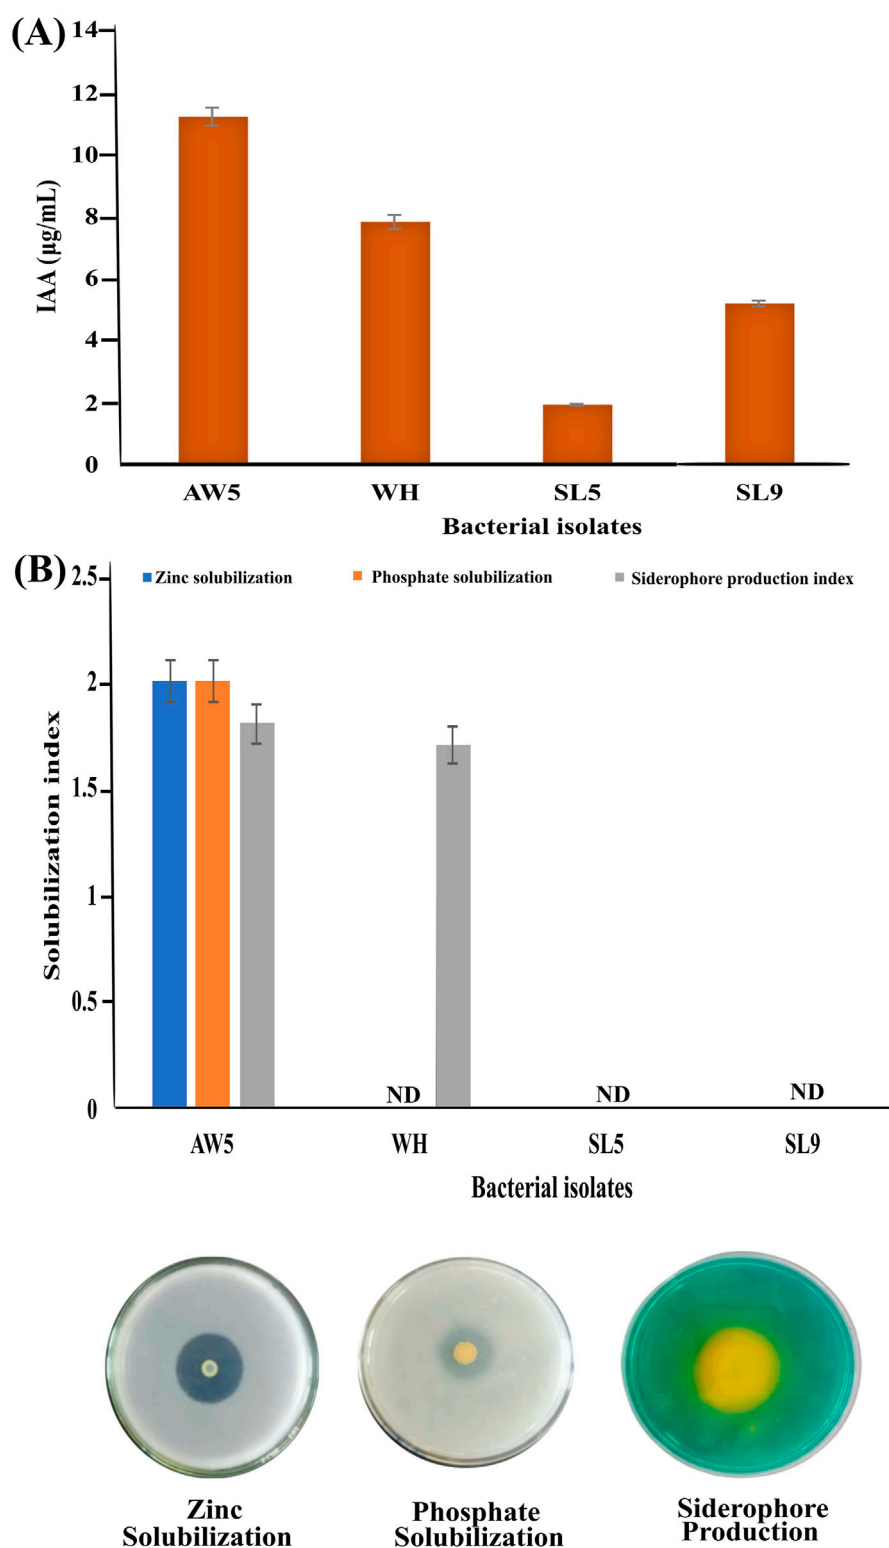 (A)
14
12
10
8
6
4
2
0
IAA (µg/mL)
AW5 WH SL5 SL9
Bacterial isolates
(B)
Zinc solubilization Phosphate solubilization Siderophore production index
2.5
2
1.5
1
0.5
0
Solubilization index
ND ND ND
AW5 WH SL5 SL9
Bacterial isolates
Zinc
Solubilization
Phosphate
Solubilization
Siderophore
Production